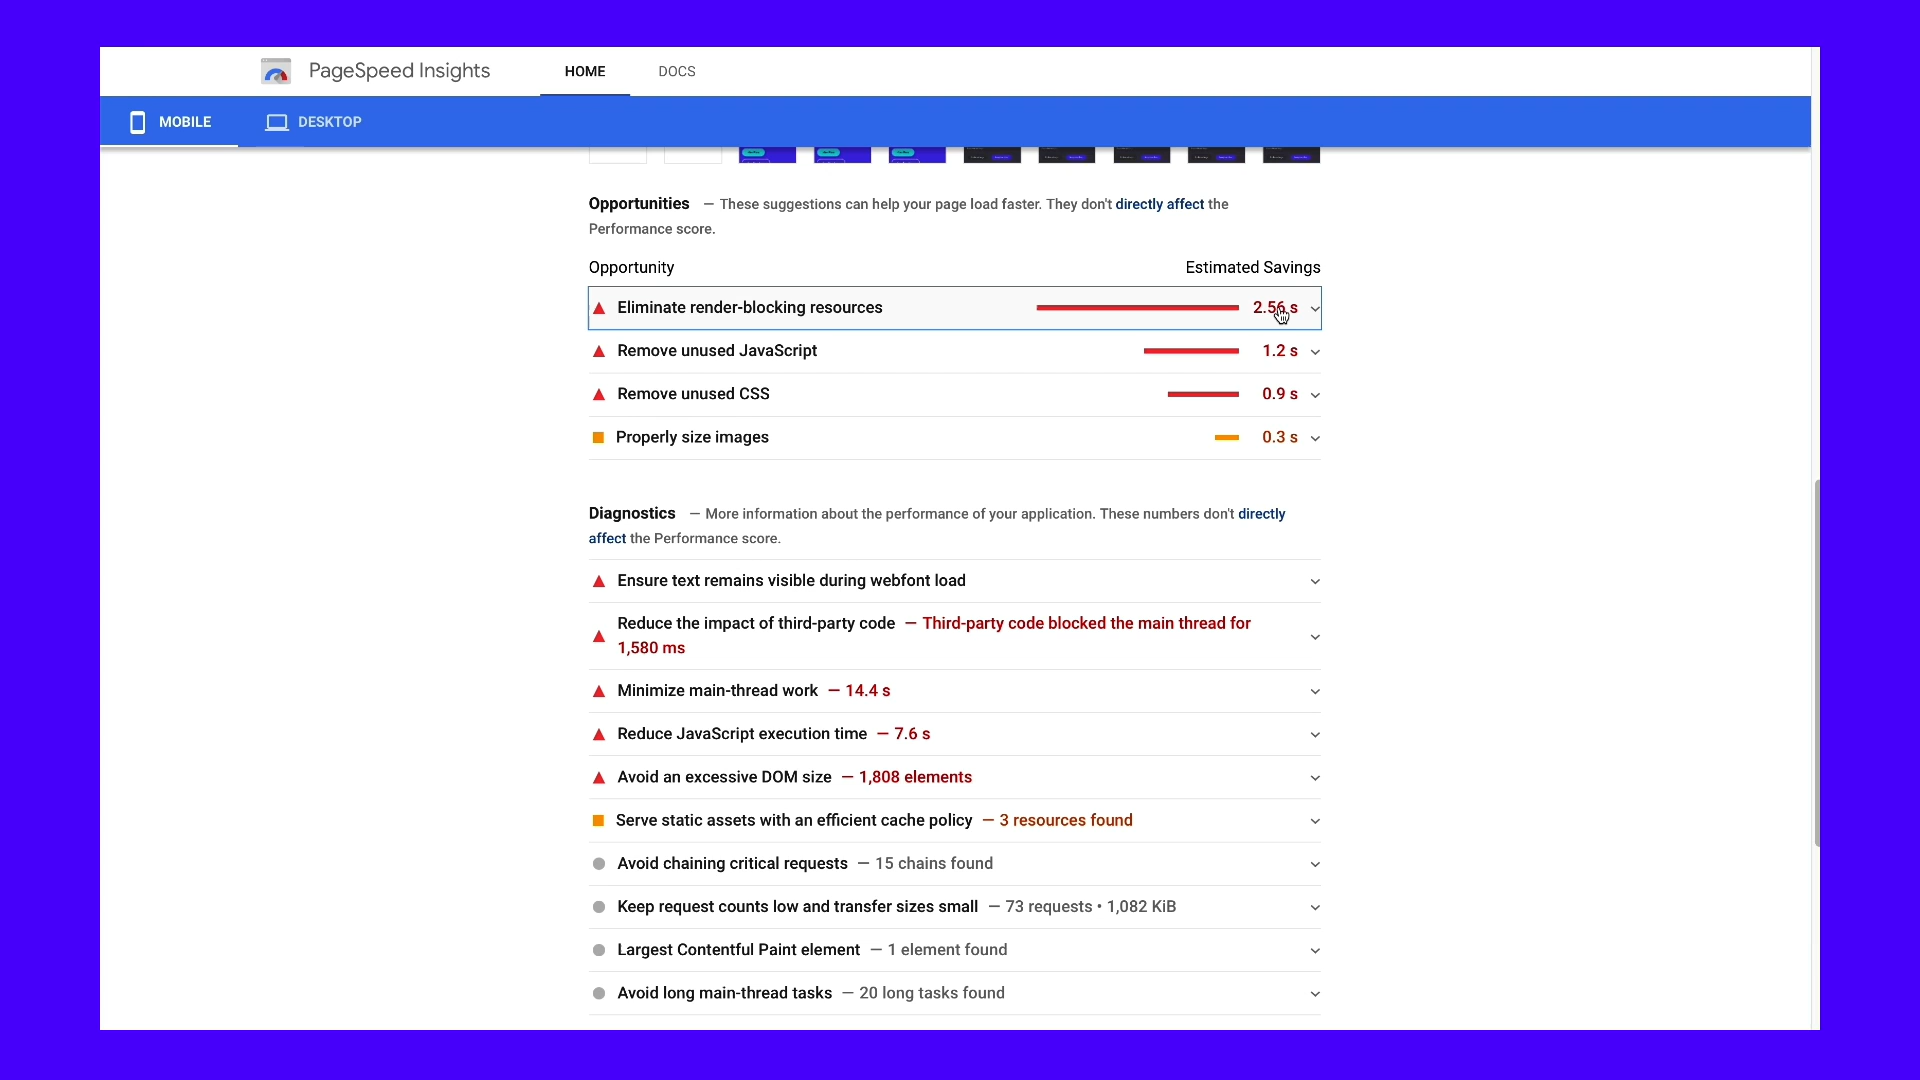 PageSpeed Insights
HOME
DOCS
MOBILE
DESKTOP
Opportunities — These suggestions can help your page load faster. They don't directly affect the
Performance score.
Opportunity Estimated Savings
Eliminate render-blocking resources 2.56 s
Remove unused JavaScript 1.2 s
Remove unused CSS 0.9 s
Properly size images 0.3 s
Diagnostics — More information about the performance of your application. These numbers don't directly
affect the Performance score.
Ensure text remains visible during webfont load
Reduce the impact of third-party code — Third-party code blocked the main thread for
1,580 ms
Minimize main-thread work — 14.4 s
Reduce JavaScript execution time — 7.6 s
Avoid an excessive DOM size — 1,808 elements
Serve static assets with an efficient cache policy — 3 resources found
Avoid chaining critical requests — 15 chains found
Keep request counts low and transfer sizes small — 73 requests • 1,082 KiB
Largest Contentful Paint element — 1 element found
Avoid long main-thread tasks — 20 long tasks found